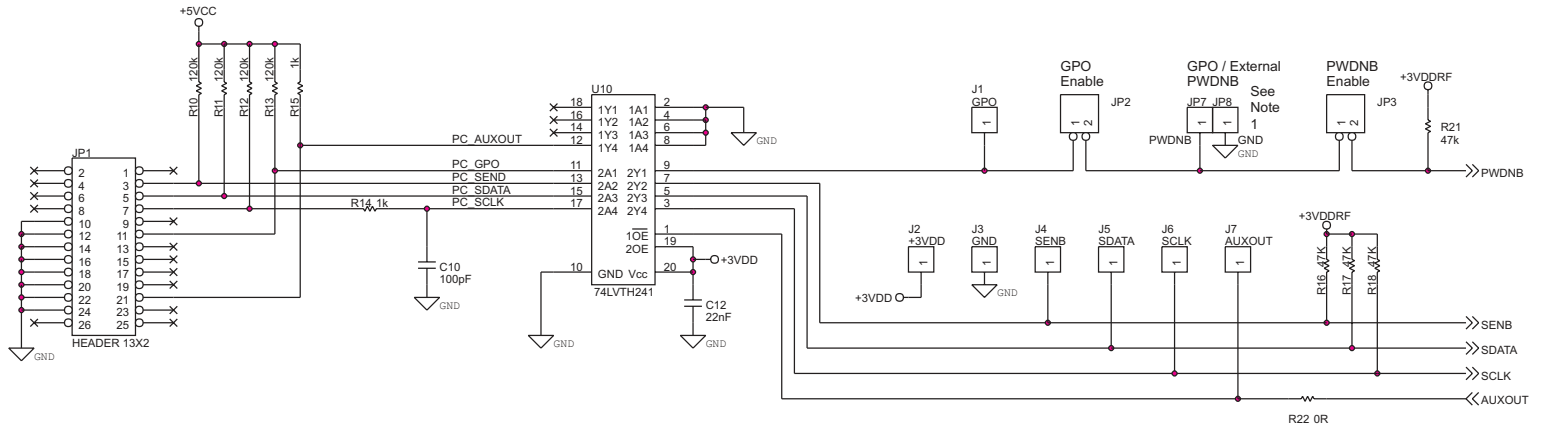 +5VCC
R10 120k
R11 120k
R12 120k
R13 120k
R15 1k
JP1
2 1
4 3
6 5
8 7
10 9
12 11
14 13
16 15
18 17
20 19
22 21
24 23
26 25
HEADER 13X2
GND
PC_AUXOUT
PC_GPO
PC_SEND
PC_SDATA
PC_SCLK
R14 1k
C10
100pF
GND
U10
18 1Y1 1A1 2
16 1Y2 1A2 4
14 1Y3 1A3 6
12 1Y4 1A4 8
11 2A1 2Y1 9
13 2A2 2Y2 7
15 2A3 2Y3 5
17 2A4 2Y4 3
1OE 1
2OE 19
10 GND Vcc 20
74LVTH241
GND
GND
+3VDD
C12
22nF
GND
J1
GPO
1
GPO
Enable
1 2
JP2
GPO / External
PWDNB
See
Note
1
JP7 JP8
1 1
PWDNB
GND
GND
PWDNB
Enable
1 2
JP3
+3VDDRF
R21
47k
PWDNB
J2
+3VDD
1
+3VDD
J3
GND
1
GND
J4
SENB
1
J5
SDATA
1
J6
SCLK
1
J7
AUXOUT
1
+3VDDRF
R16 47K
R17 47K
R18 47K
SENB
SDATA
SCLK
AUXOUT
R22 0R